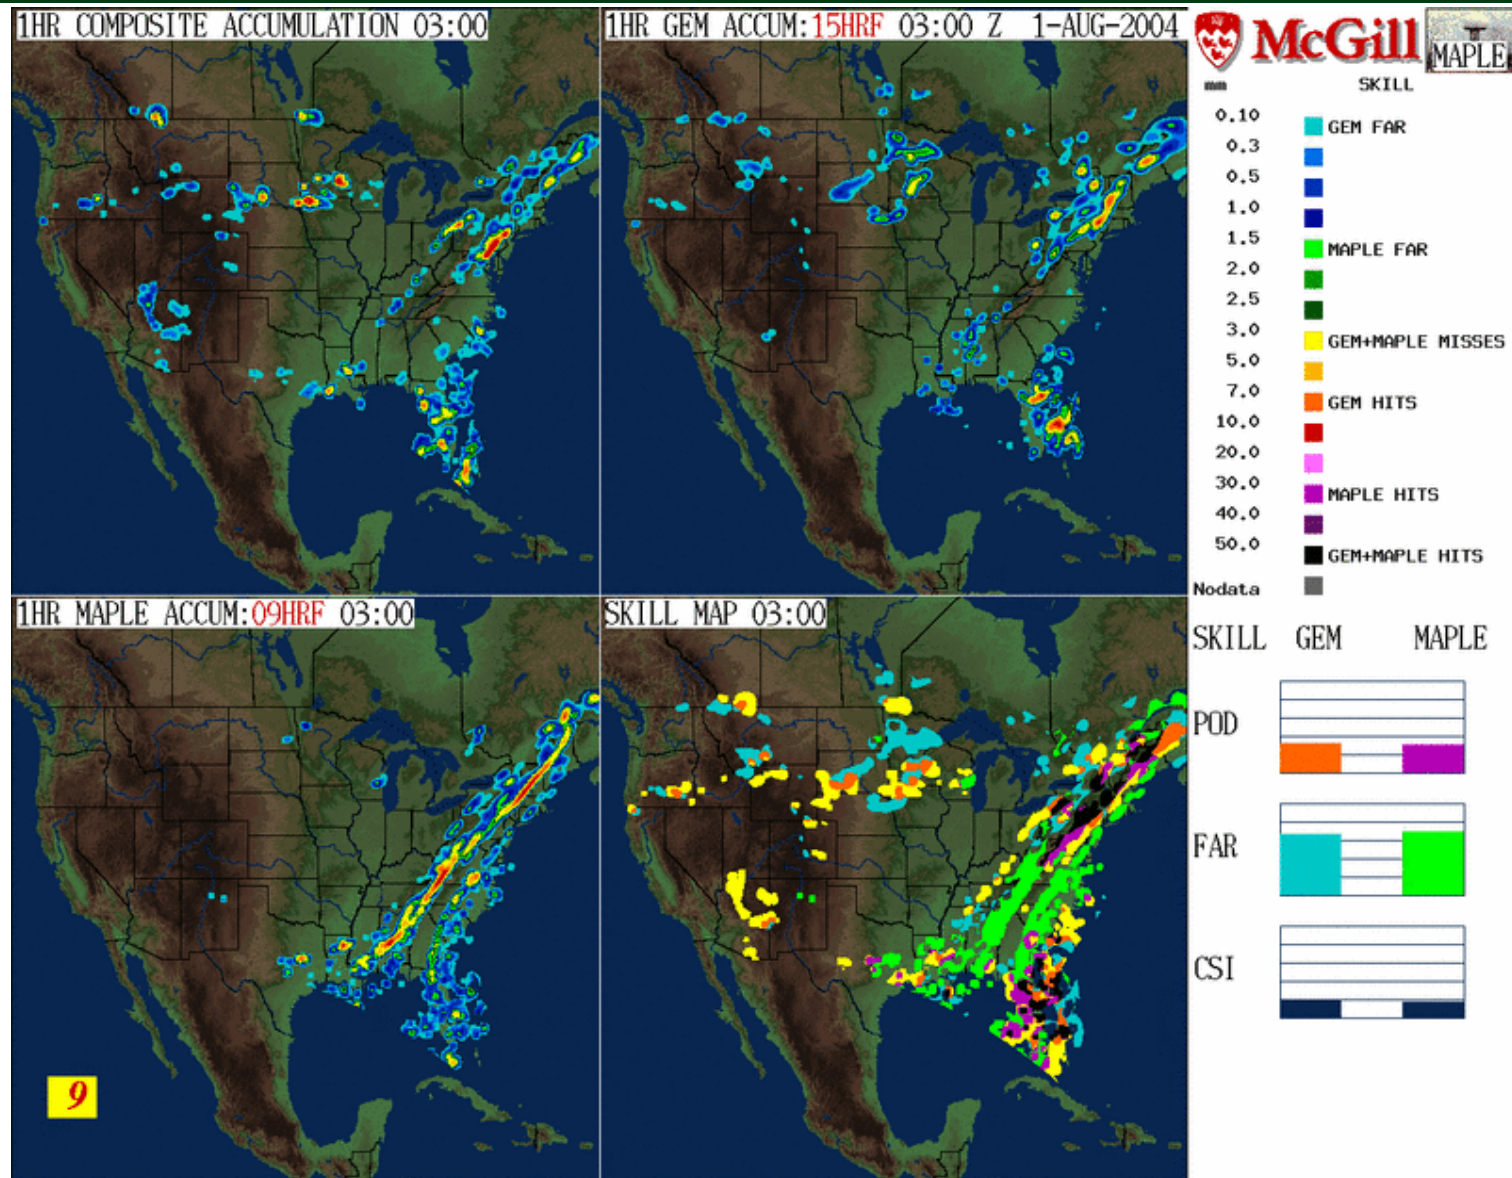 1HR COMPOSITE ACCUMULATION 03:00
1HR GEM ACCUM:15HRF 03:00 Z 1-AUG-2004
McGill
MAPLE
mm SKILL
0.10
GEM FAR
0.3
0.5
1.0
1.5
MAPLE FAR
2.0
2.5
3.0
GEM+MAPLE MISSES
5.0
7.0
GEM HITS
10.0
20.0
30.0
MAPLE HITS
40.0
50.0
GEM+MAPLE HITS
Nodata
1HR MAPLE ACCUM:09HRF 03:00
SKILL MAP 03:00
SKILL GEM MAPLE
POD
FAR
CSI
9